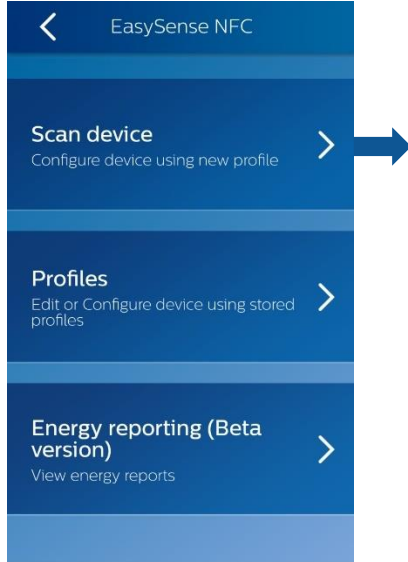 EasySense NFC
Scan device
Configure device using new profile
Profiles
Edit or Configure device using stored
profiles
Energy reporting (Beta
version)
View energy reports